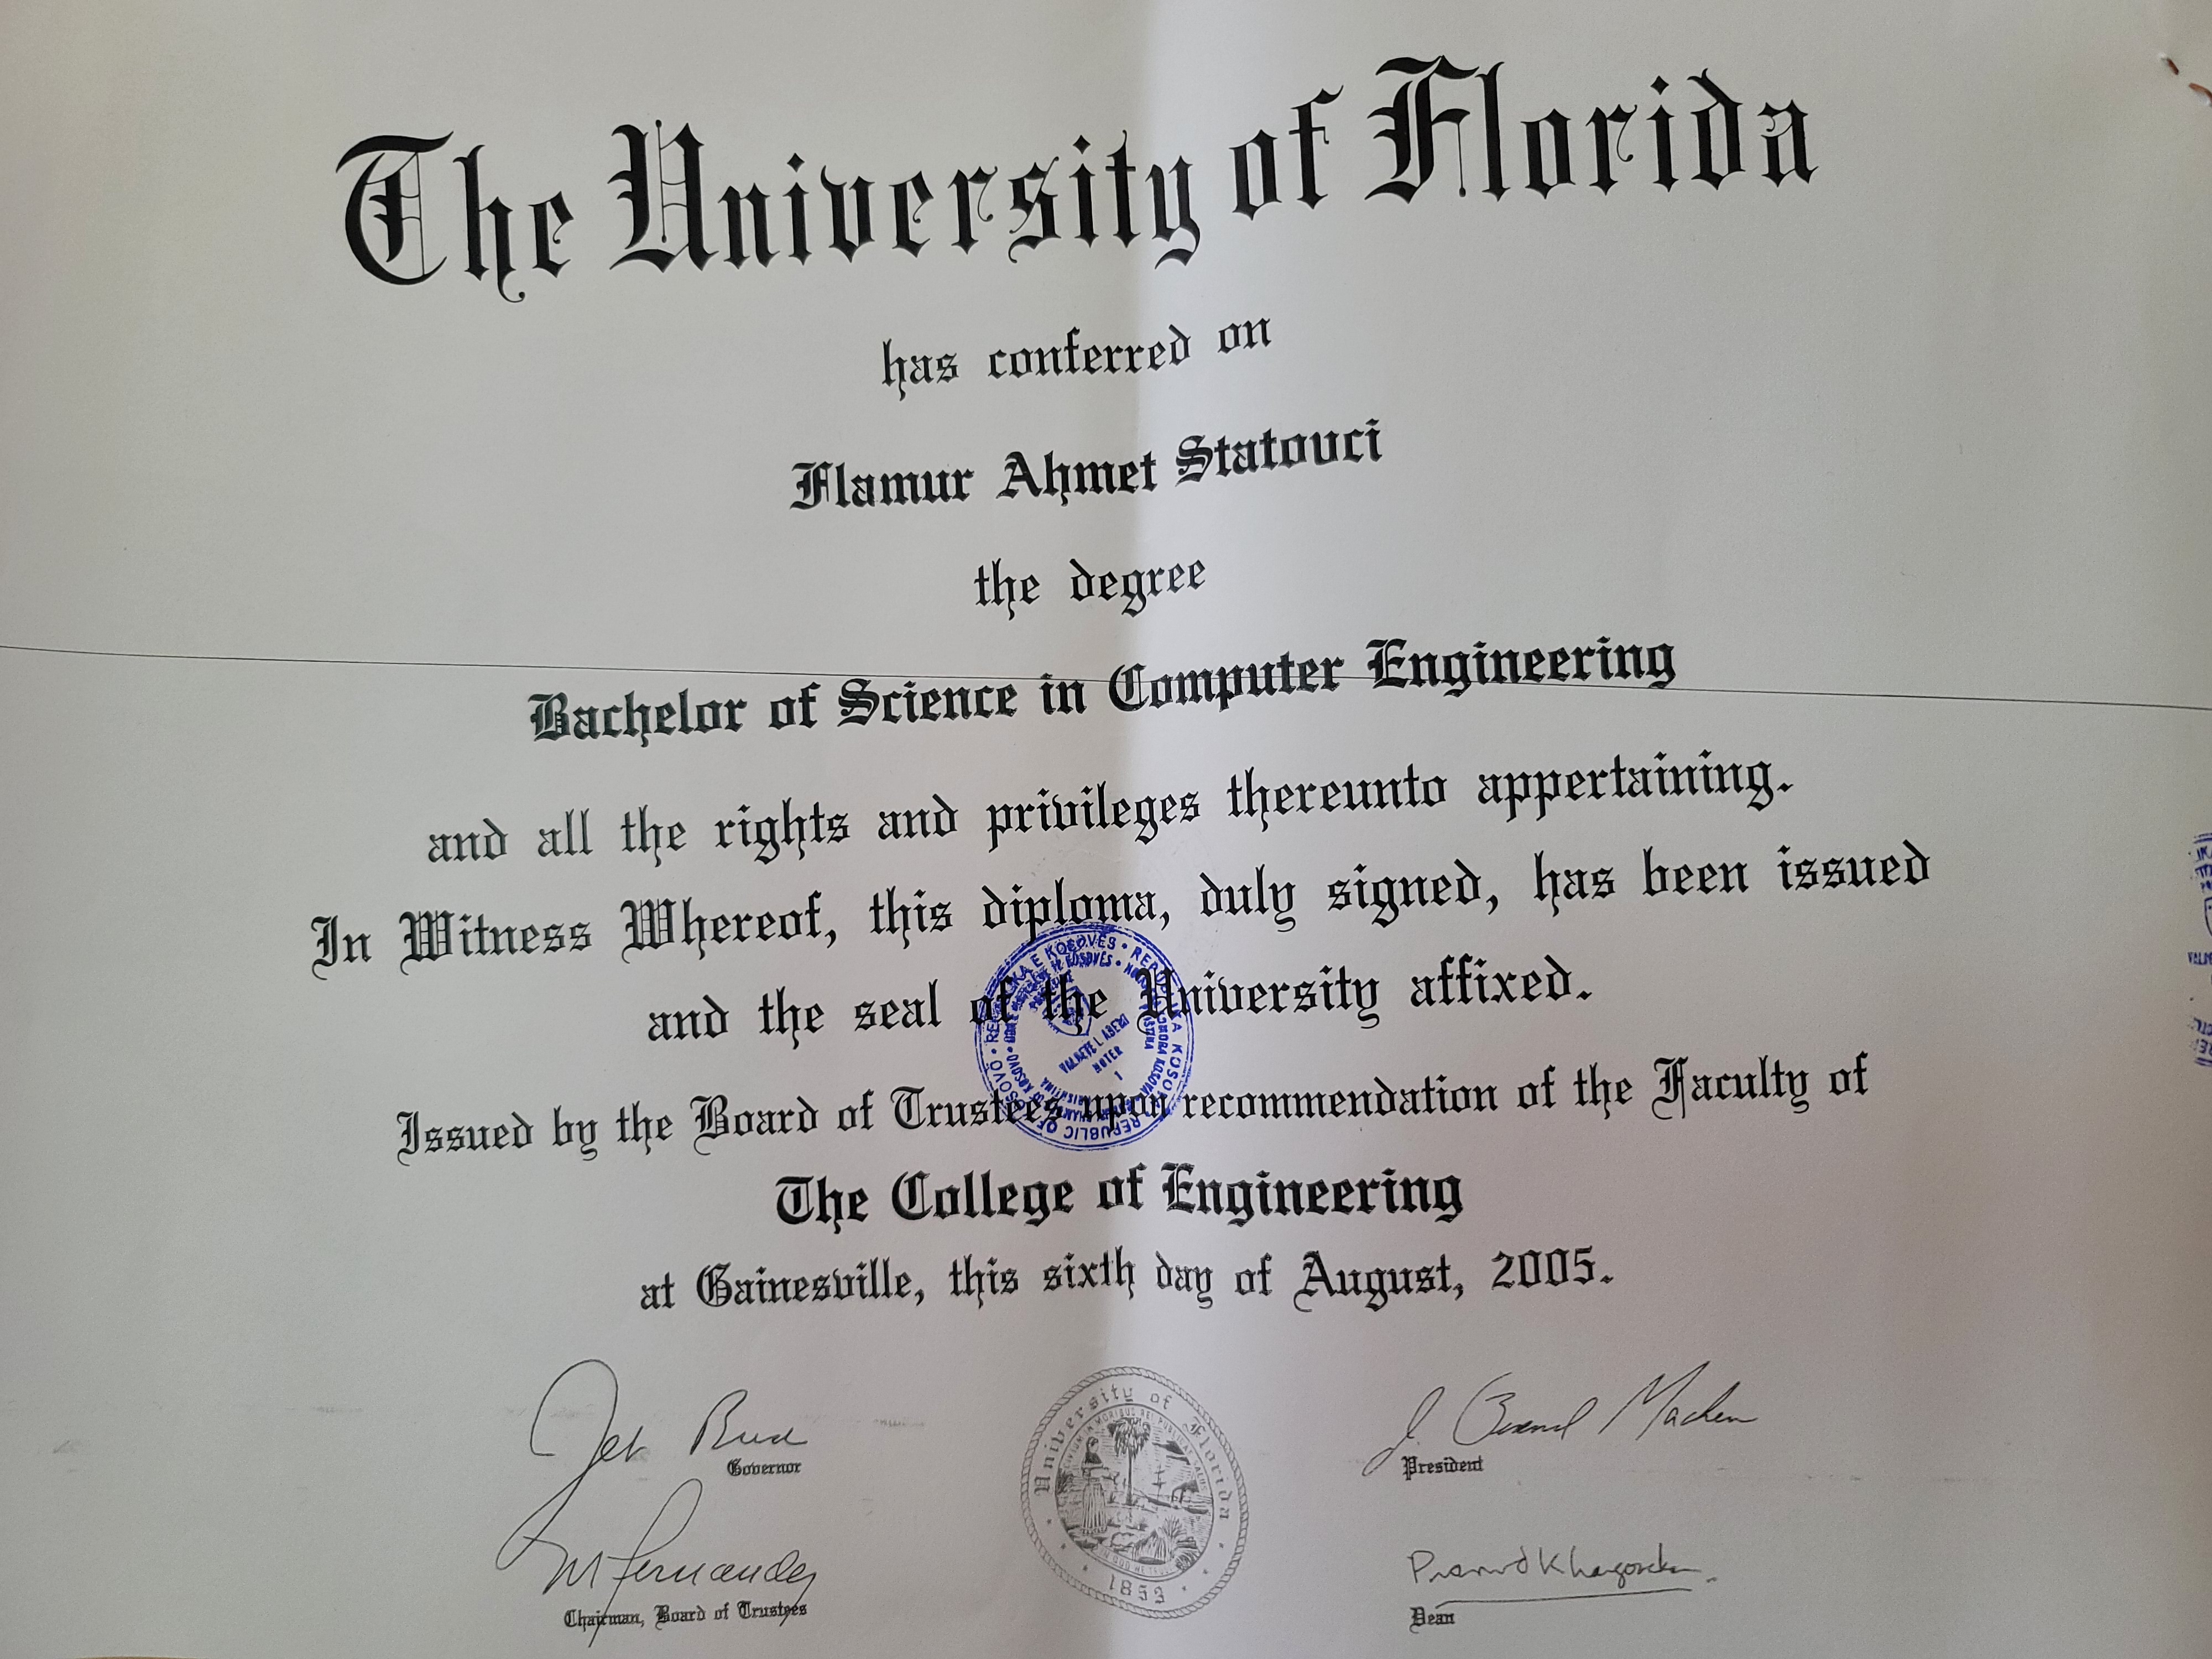 The University of Florida
has conferred on
Flamur Ahmet Statovci
the degree
Bachelor of Science in Computer Engineering
and all the rights and privileges thereunto appertaining.
In Witness Whereof, this diploma, duly signed, has been issued
and the seal of the University affixed.
Issued by the Board of Trustees upon recommendation of the Faculty of
The College of Engineering
at Gainesville, this sixth day of August, 2005.
REPUBLIKA E KOSOVËS • REPUBLIKA KOSOVO • REPUBLIC OF KOSOVO
NOTER
1
Jeb Bush
Governor
J. Bernard Machen
President
M Fernandez
Chairman, Board of Trustees
Pramod Khargonekar
Dean
University of Florida
1853